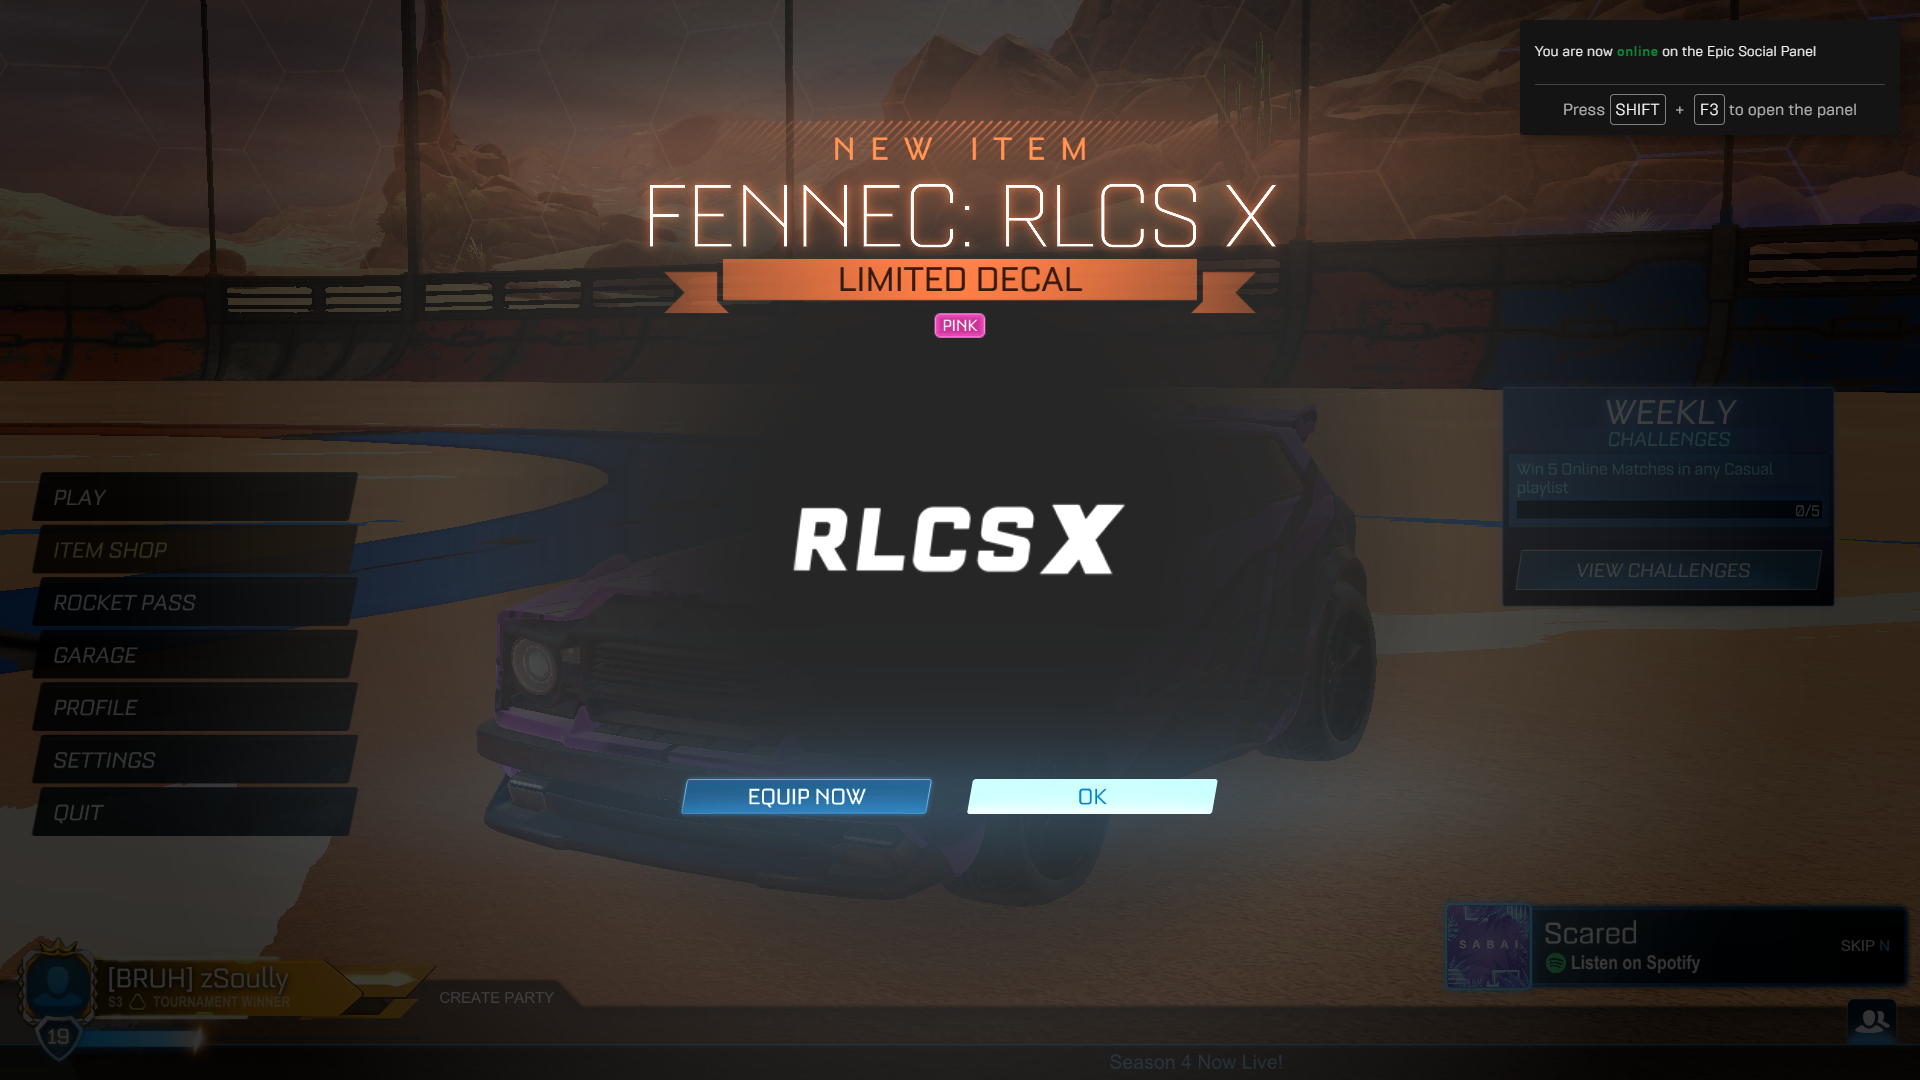 You are now online on the Epic Social Panel
Press SHIFT + F3 to open the panel
NEW ITEM
FENNEC: RLCS X
LIMITED DECAL
PINK
WEEKLY
CHALLENGES
Win 5 Online Matches in any Casual
playlist
0/5
VIEW CHALLENGES
PLAY
ITEM SHOP
ROCKET PASS
GARAGE
PROFILE
SETTINGS
QUIT
RLCS X
EQUIP NOW
OK
[BRUH] zSoully
S3 TOURNAMENT WINNER
19
CREATE PARTY
SABAI
Scared
Listen on Spotify
SKIP N
Season 4 Now Live!